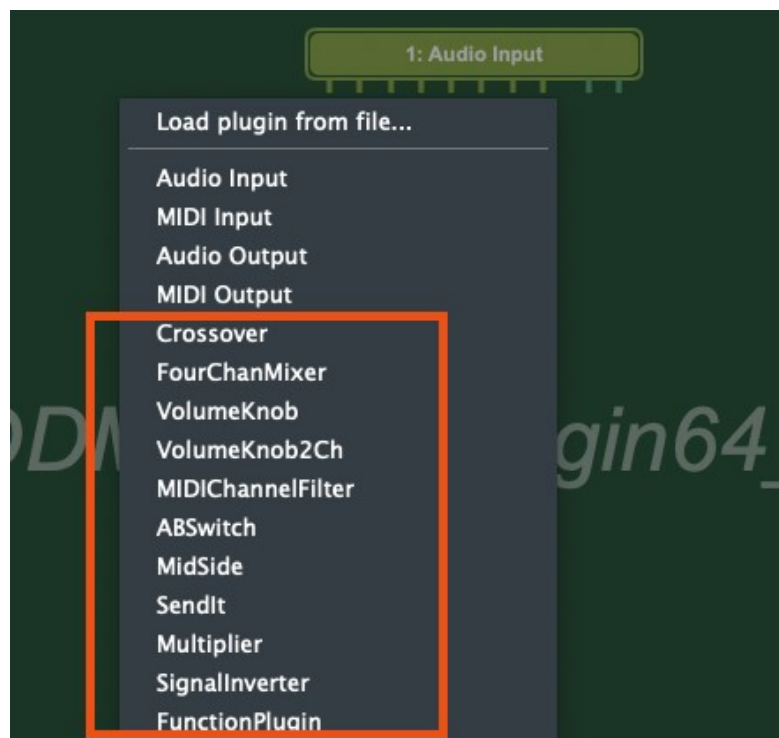 1: Audio Input
Load plugin from file...
Audio Input
MIDI Input
Audio Output
MIDI Output
Crossover
FourChanMixer
VolumeKnob
VolumeKnob2Ch
MIDIChannelFilter
ABSwitch
MidSide
SendIt
Multiplier
SignalInverter
FunctionPlugin